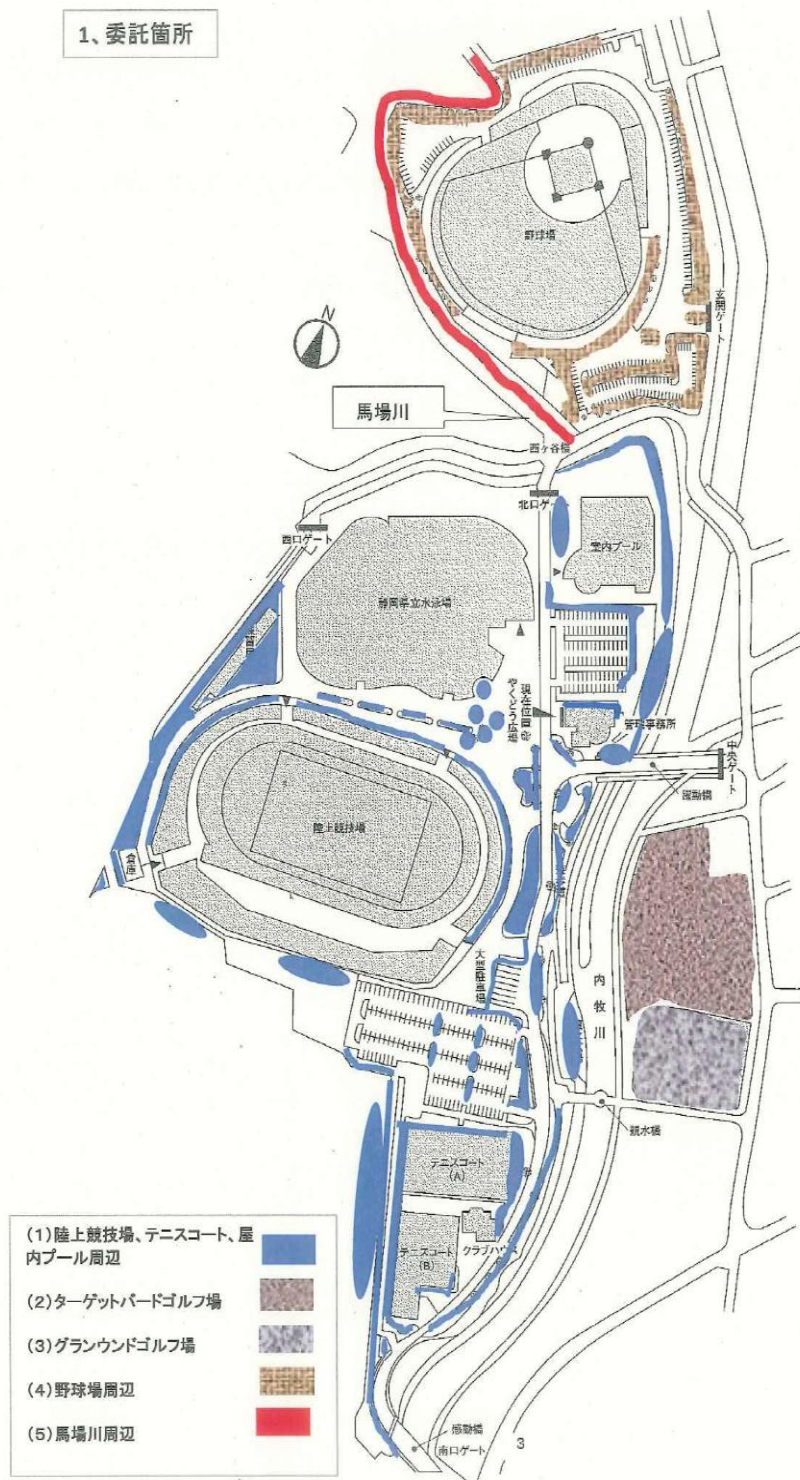 1、委託箇所
N
野球場
玄関ゲート
馬場川
西ヶ谷橋
北口ゲー
西口ゲート
室内プール
静岡県立水泳場
現在位置
やくどう広場
管理事務所
中央ゲート
躍動橋
陸上競技場
倉庫
大型駐車場
内牧川
親水橋
テニスコート
(A)
テニスコート
(B)
クラブハウス
(1)陸上競技場、テニスコート、屋
内プール周辺
(2)ターゲットバードゴルフ場
(3)グランウンドゴルフ場
(4)野球場周辺
(5)馬場川周辺
感動橋
南口ゲート
3